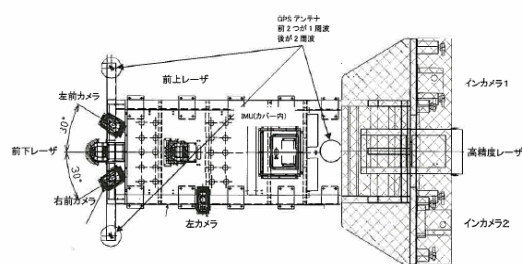 GPSアンテナ
前2つが1周波
後が2周波
前上レーザ
左前カメラ
インカメラ1
IMU(カバー内)
30°
前下レーザ
高精度レーザ
30°
右前カメラ
左カメラ
インカメラ2